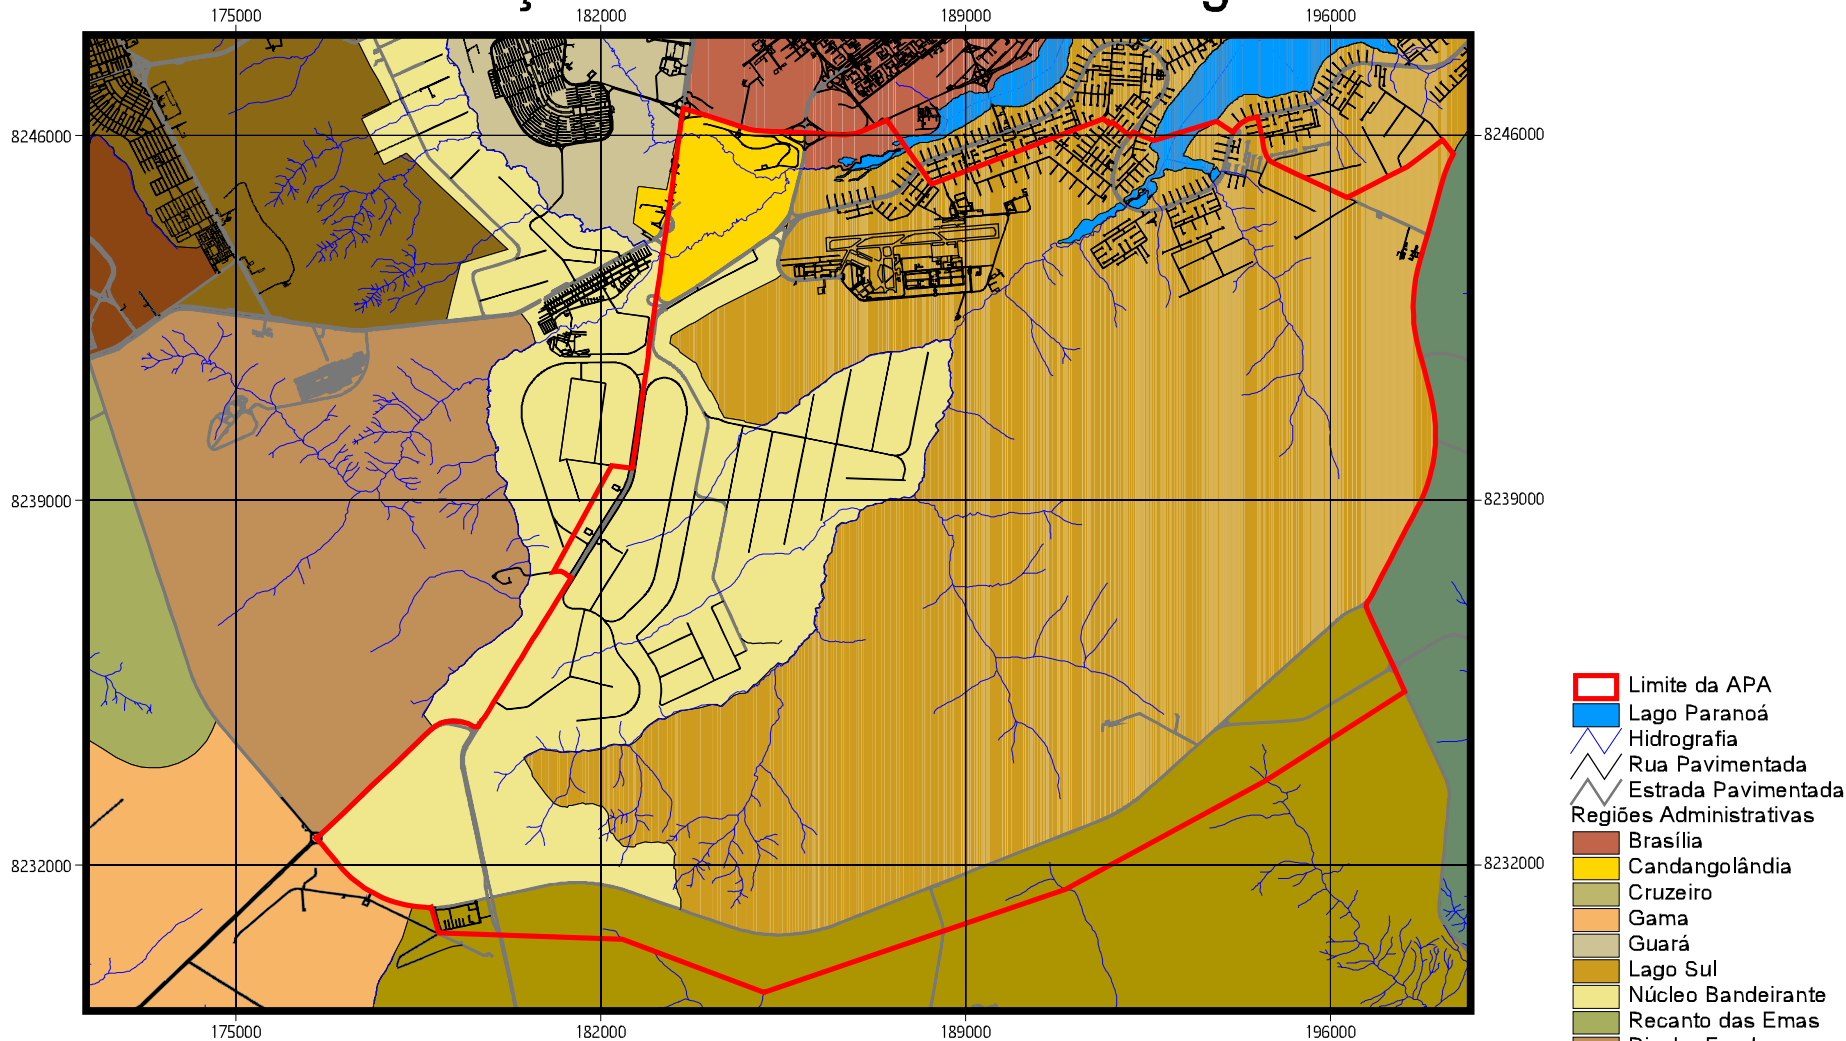 175000 182000 189000 196000
8246000 8246000
8239000 8239000
8232000 8232000
175000 182000 189000 196000
Limite da APA
Lago Paranoá
Hidrografia
Rua Pavimentada
Estrada Pavimentada
Regiões Administrativas
Brasília
Candangolândia
Cruzeiro
Gama
Guará
Lago Sul
Núcleo Bandeirante
Recanto das Emas